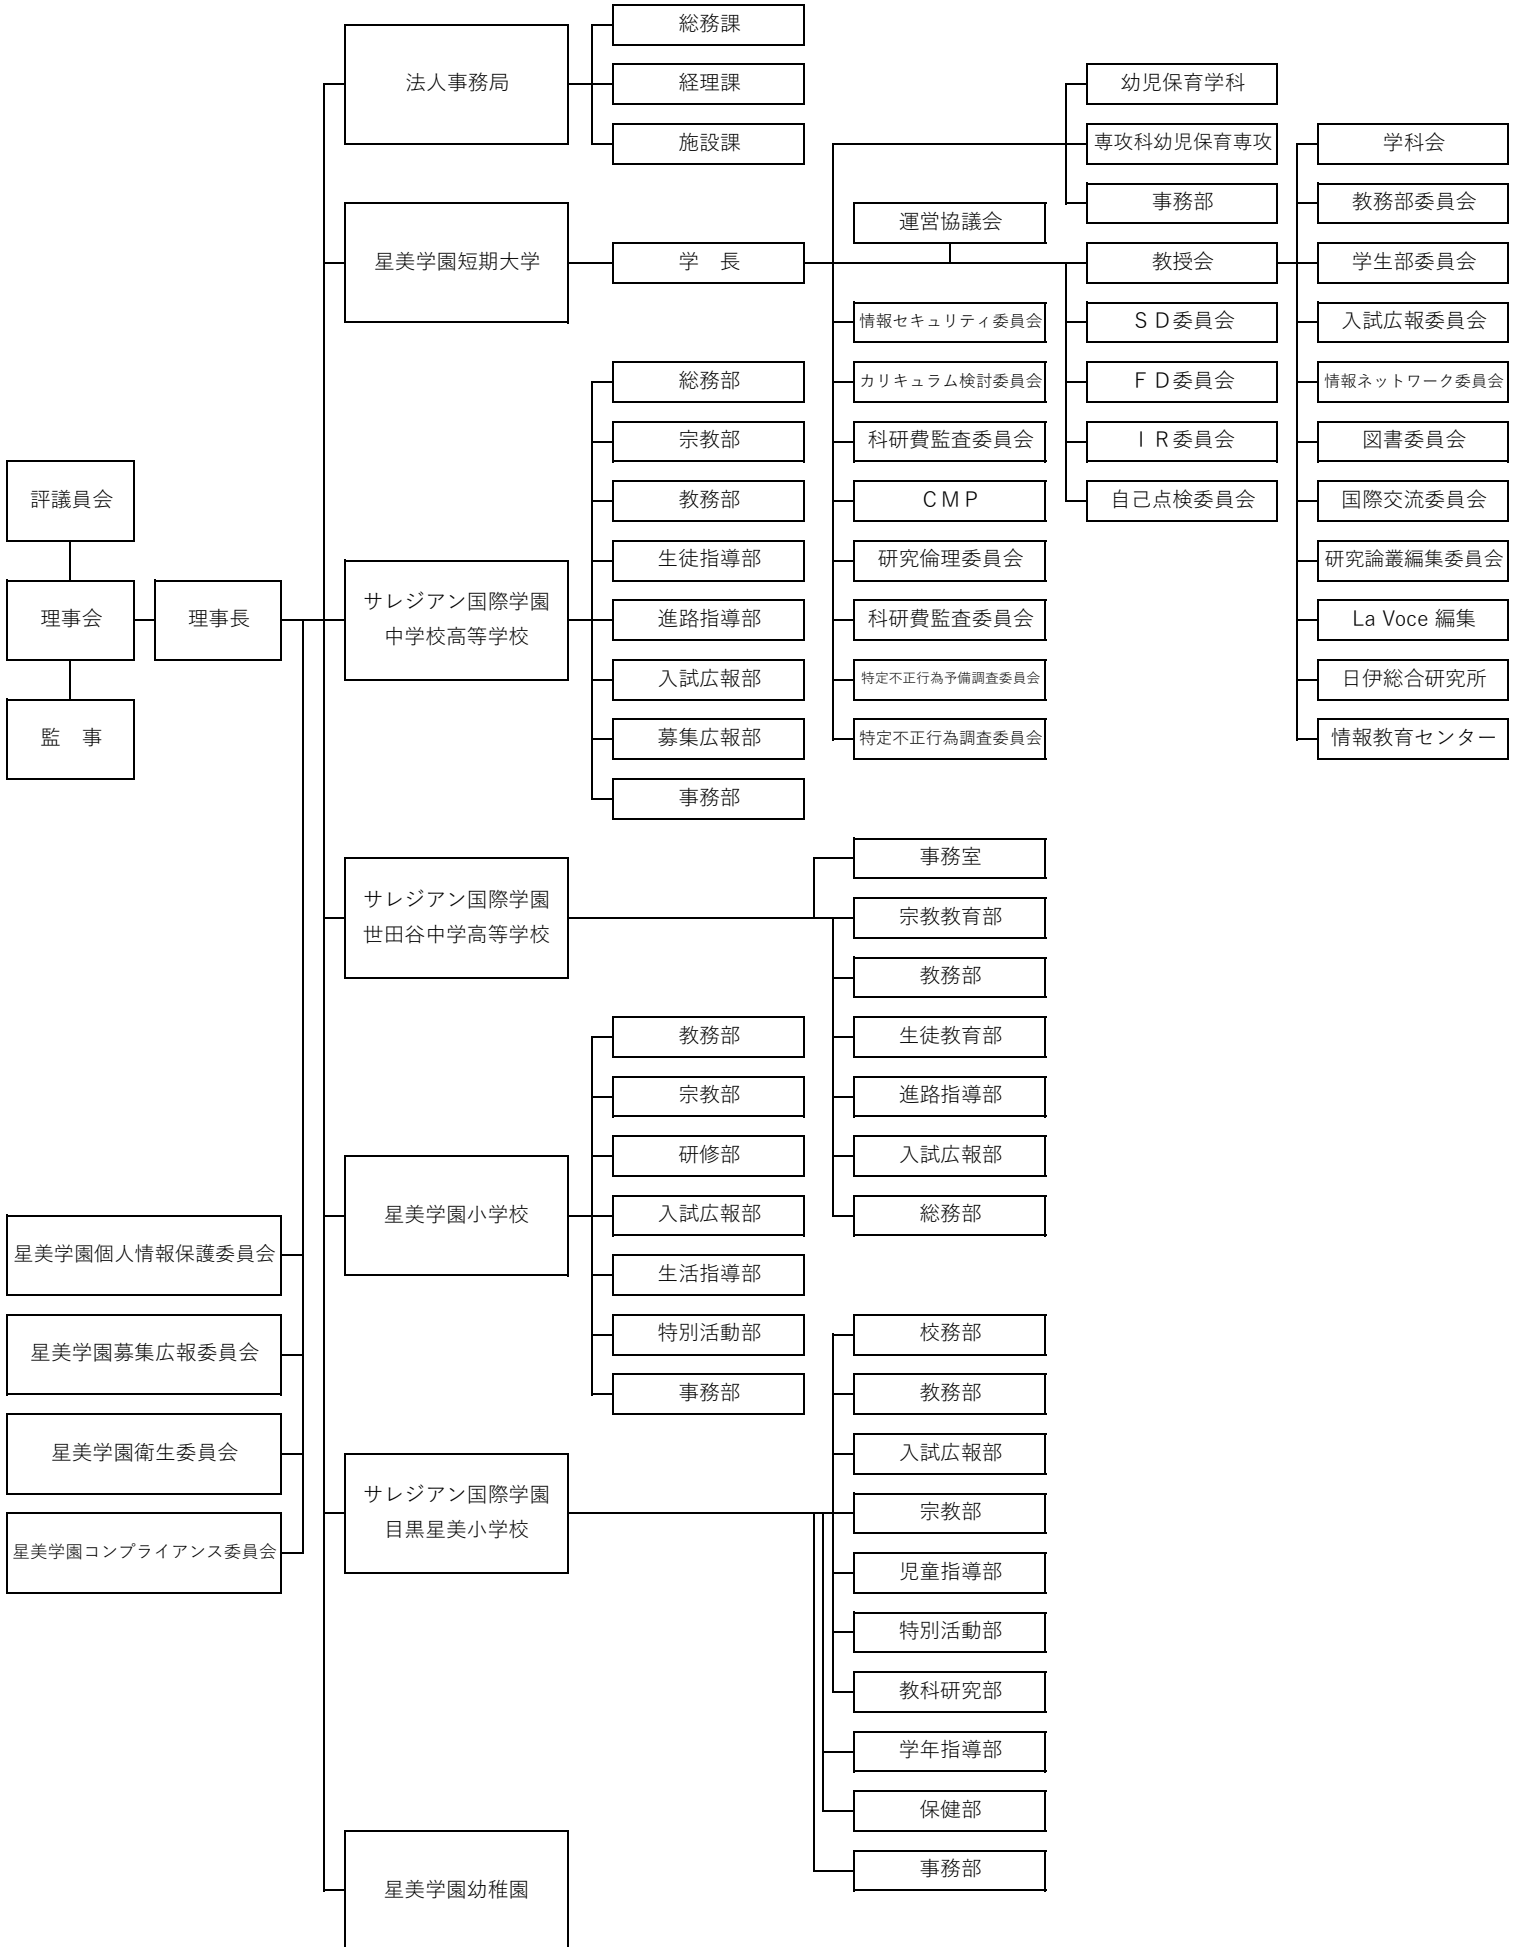 評議員会
理事会
監　事
理事長
星美学園個人情報保護委員会
星美学園募集広報委員会
星美学園衛生委員会
星美学園コンプライアンス委員会
法人事務局
総務課
経理課
施設課
星美学園短期大学
学　長
運営協議会
情報セキュリティ委員会
カリキュラム検討委員会
科研費監査委員会
ＣＭＰ
研究倫理委員会
科研費監査委員会
特定不正行為予備調査委員会
特定不正行為調査委員会
幼児保育学科
専攻科幼児保育専攻
事務部
教授会
ＳＤ委員会
ＦＤ委員会
ＩＲ委員会
自己点検委員会
学科会
教務部委員会
学生部委員会
入試広報委員会
情報ネットワーク委員会
図書委員会
国際交流委員会
研究論叢編集委員会
La Voce 編集
日伊総合研究所
情報教育センター
サレジアン国際学園
中学校高等学校
総務部
宗教部
教務部
生徒指導部
進路指導部
入試広報部
募集広報部
事務部
サレジアン国際学園
世田谷中学高等学校
事務室
宗教教育部
教務部
生徒教育部
進路指導部
入試広報部
総務部
星美学園小学校
教務部
宗教部
研修部
入試広報部
生活指導部
特別活動部
事務部
サレジアン国際学園
目黒星美小学校
校務部
教務部
入試広報部
宗教部
児童指導部
特別活動部
教科研究部
学年指導部
保健部
事務部
星美学園幼稚園